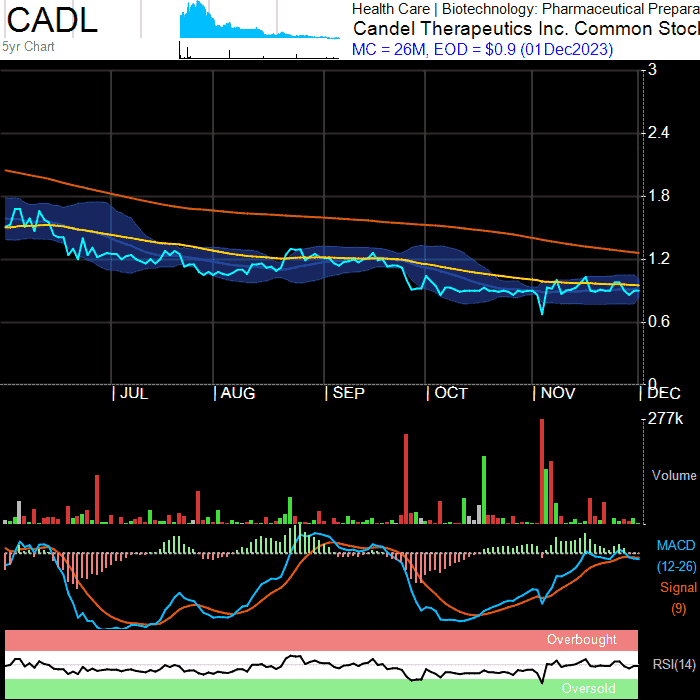 CADL
5yr Chart
Health Care | Biotechnology: Pharmaceutical Prepara
Candel Therapeutics Inc. Common Stoc
MC = 26M, EOD = $0.9 (01Dec2023)
3
2.4
1.8
1.2
0.6
0
JUL
AUG
SEP
OCT
NOV
DEC
277k
Volume
MACD
(12-26)
Signal
(9)
Overbought
RSI(14)
Oversold